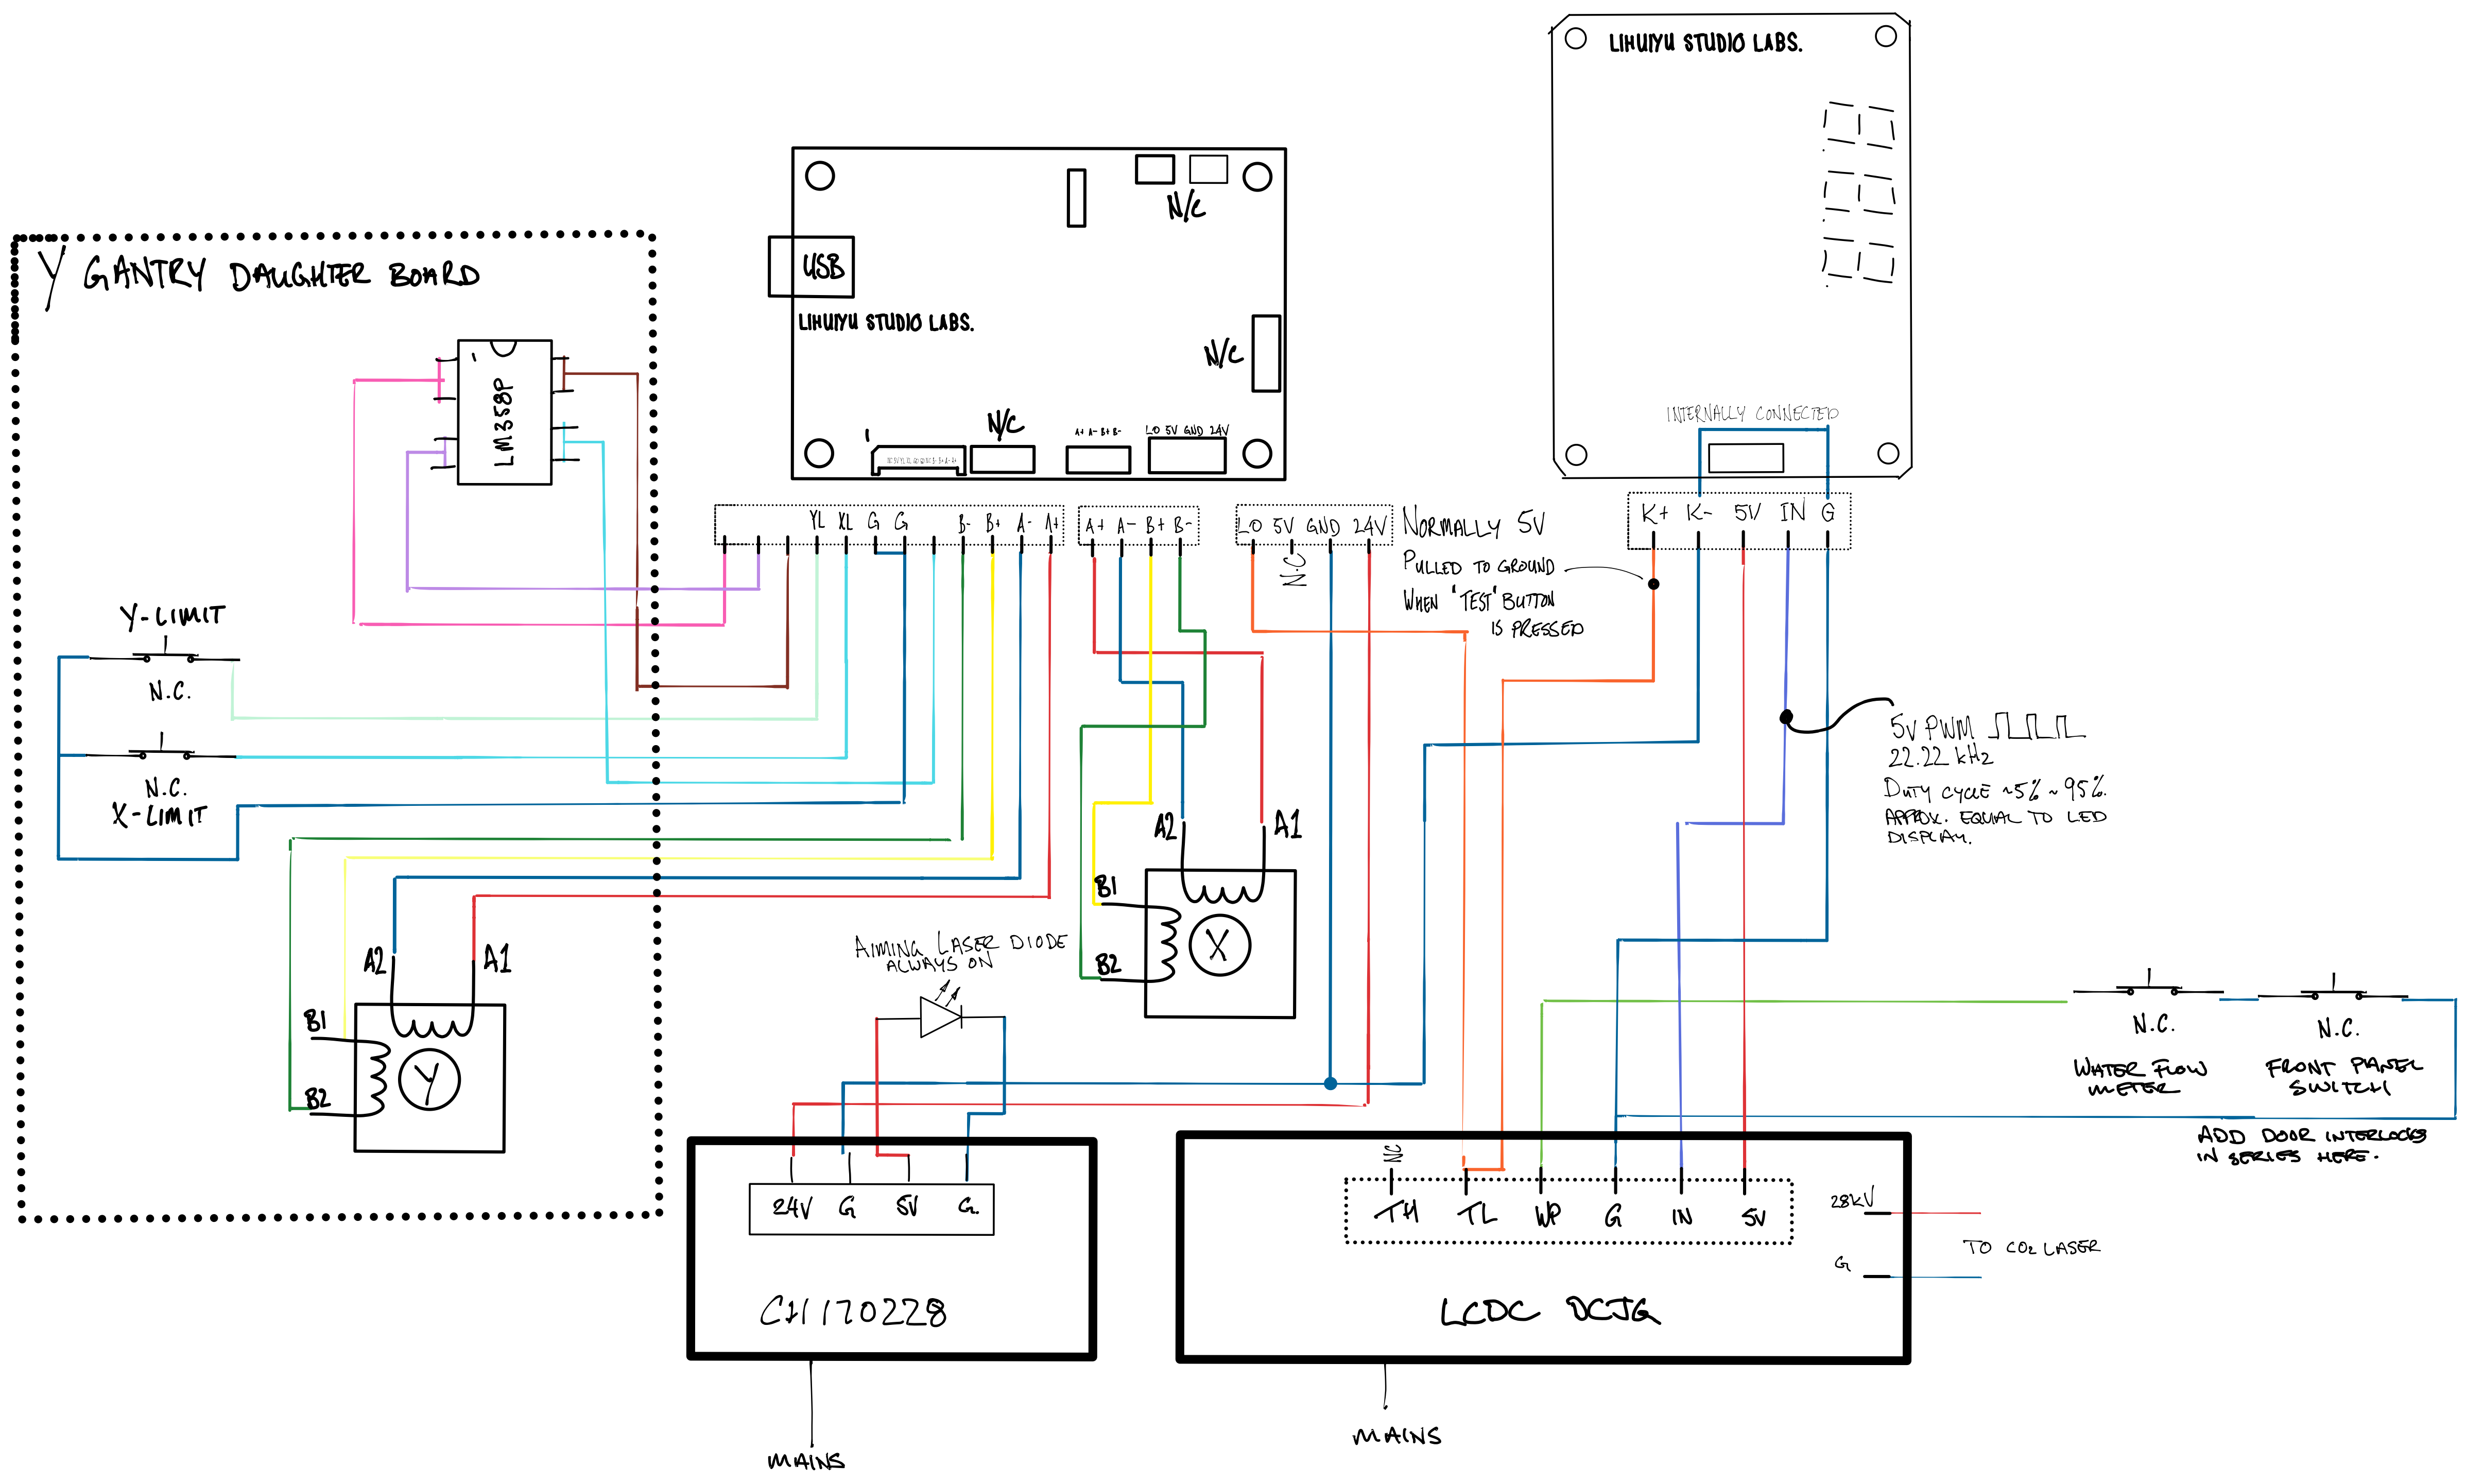 LIHUIYU STUDIO LABS.
N/C
Y GANTRY DAUGHTER BOARD
USB
LIHUIYU STUDIO LABS.
N/C
1
LM358P
INTERNALLY CONNECTED
1
N/C
A+ A- B+ B-
LO 5V GND 24V
YL XL G G B- B+ A- A+
A+ A- B+ B-
LO 5V GND 24V
N.C
NORMALLY 5V
PULLED TO GROUND
WHEN "TEST" BUTTON
IS PRESSED
K+ K- 5V IN G
Y-LIMIT
N.C.
N.C.
X-LIMIT
5V PWM
22.22 kHz
DUTY CYCLE ~5% ~ 95%.
APPROX. EQUAL TO LED
DISPLAY.
A2 A1
B1
B2
X
AIMING LASER DIODE
ALWAYS ON
A2 A1
B1
B2
Y
N.C.
WATER FLOW
METER
N.C.
FRONT PANEL
SWITCH
ADD DOOR INTERLOCKS
IN SERIES HERE.
24V G 5V G.
CH170228
MAINS
NC
TH TL WP G IN 5V
28kV
G
TO CO2 LASER
LCDC DCJG
MAINS